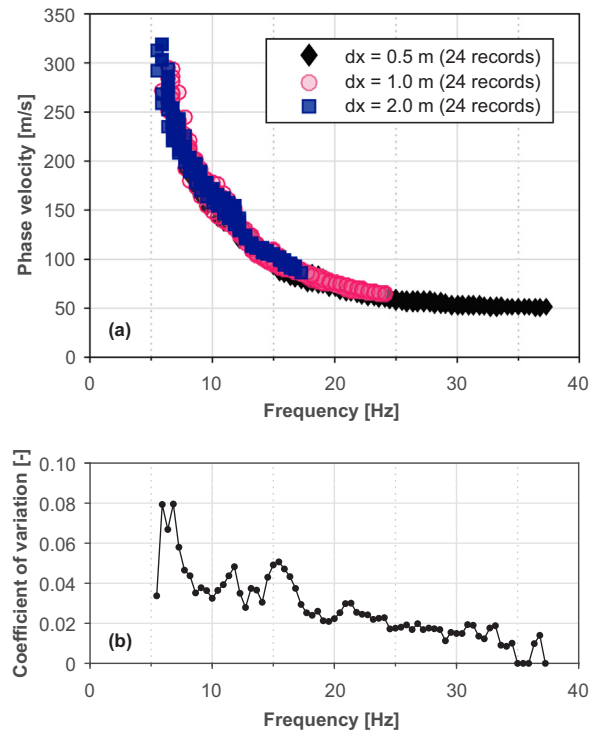 350
300
250
200
150
100
50
0
Phase velocity [m/s]
dx = 0.5 m (24 records)
dx = 1.0 m (24 records)
dx = 2.0 m (24 records)
(a)
0 10 20 30 40
Frequency [Hz]
0.10
0.08
0.06
0.04
0.02
0
Coefficient of variation [-]
(b)
0 10 20 30 40
Frequency [Hz]